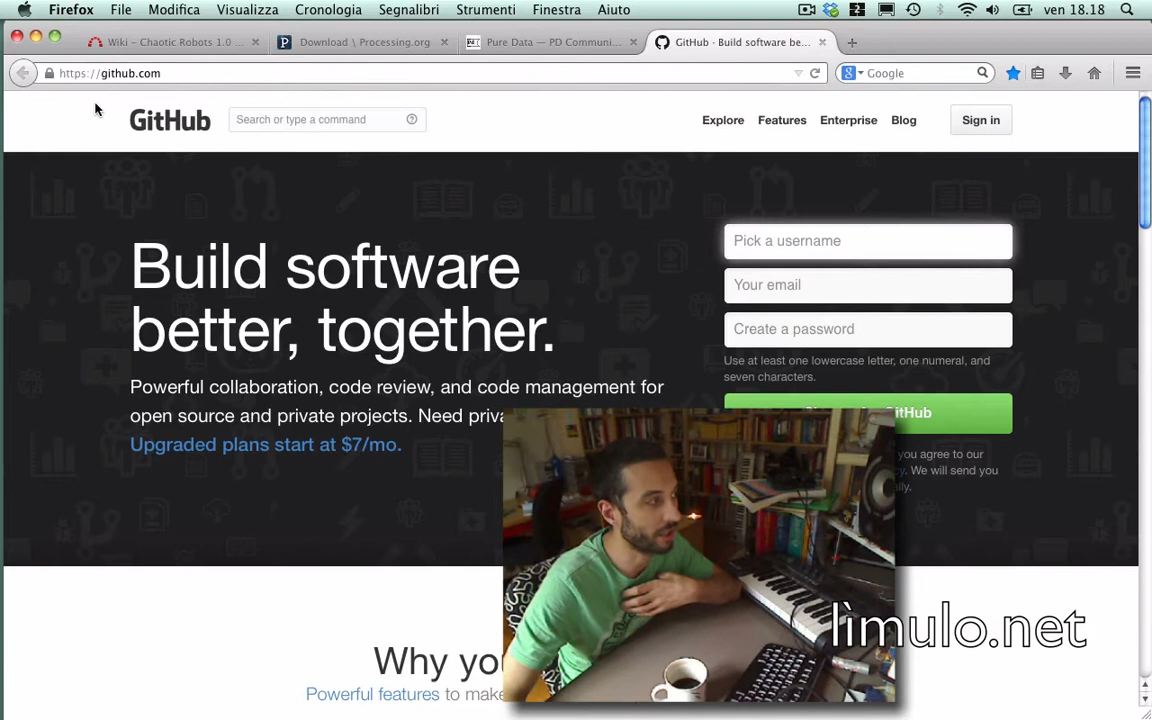 Firefox File Modifica Visualizza Cronologia Segnalibri Strumenti Finestra Aiuto ven 18.18
Wiki – Chaotic Robots 1.0 ... Download \ Processing.org Pure Data — PD Communi... GitHub · Build software be...
https://github.com Google
GitHub Search or type a command Explore Features Enterprise Blog Sign in
Build software
better, together.
Powerful collaboration, code review, and code management for
open source and private projects. Need
Upgraded plans start at $7/mo.
Pick a username
Your email
Create a password
Use at least one lowercase letter, one numeral, and
seven characters.
GitHub
you agree to our
We will send you
Why
Powerful features to
lìmulo.net